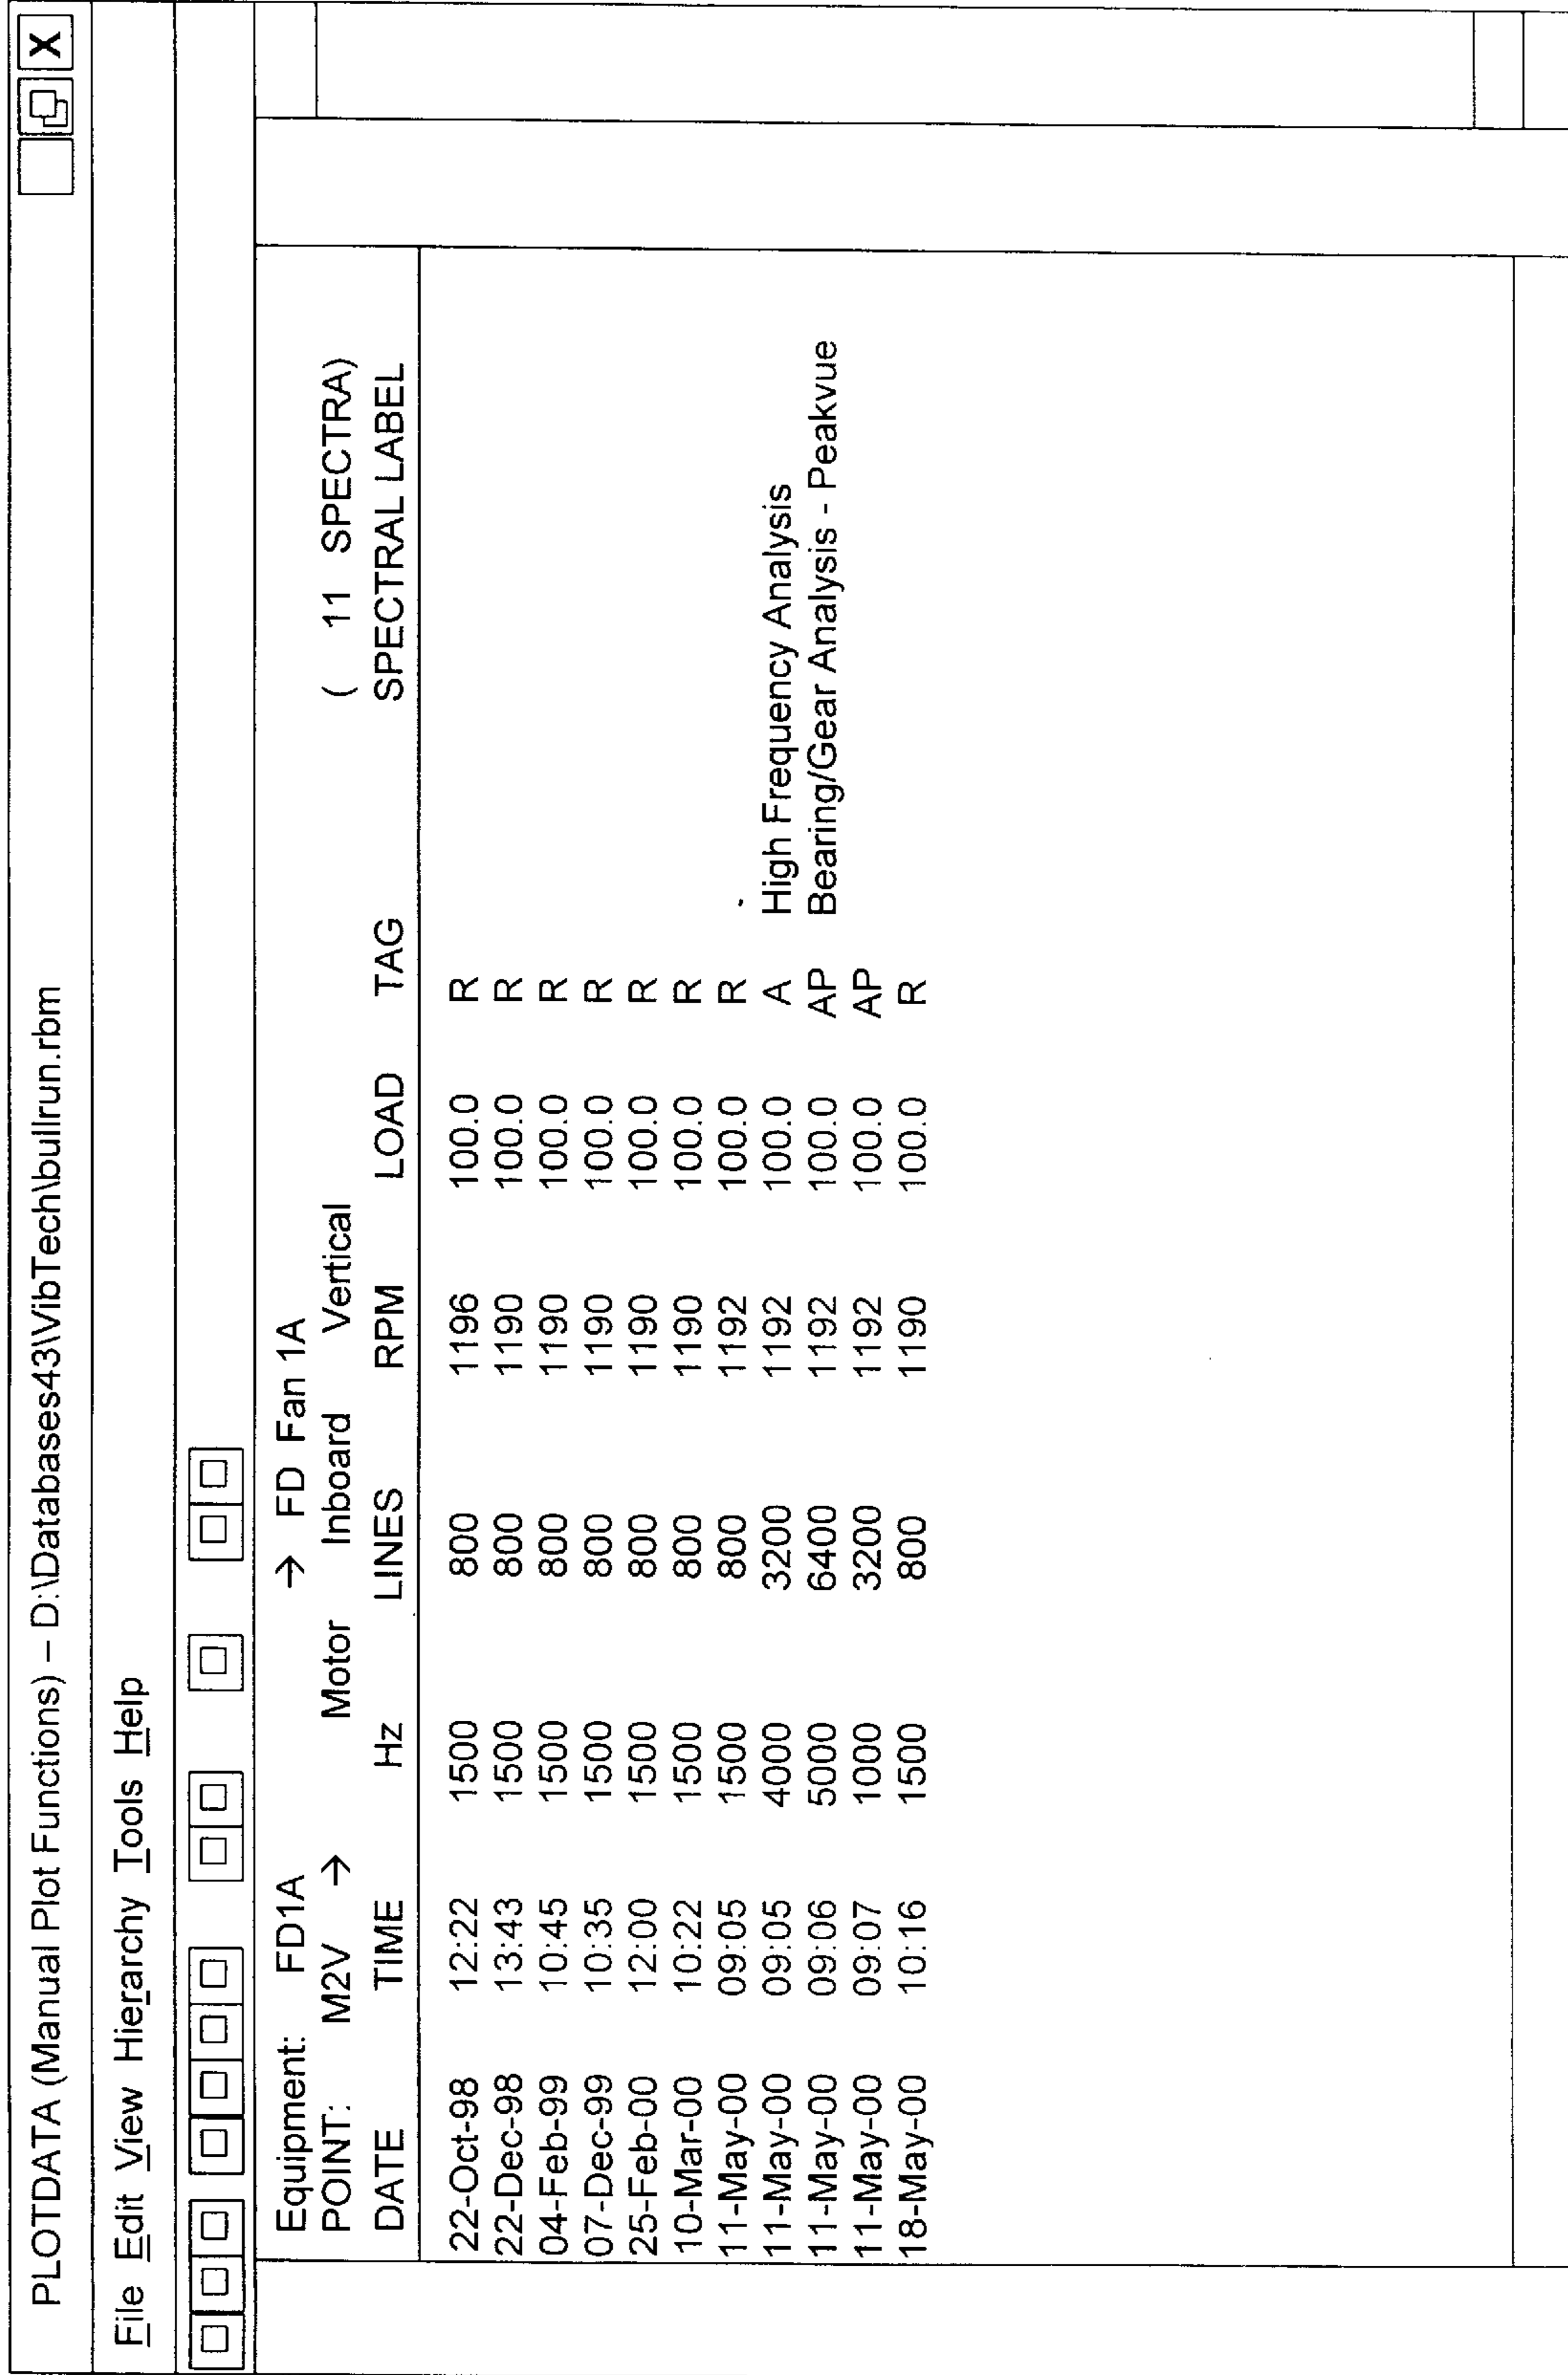 PLOTDATA (Manual Plot Functions) – D:\Databases43\VibTech\bullrun.rbm
X
File Edit View Hierarchy Tools Help
Equipment: FD1A → FD Fan 1A
POINT: M2V → Motor Inboard Vertical ( 11 SPECTRA)
DATE TIME Hz LINES RPM LOAD TAG SPECTRAL LABEL
22-Oct-98 12:22 1500 800 1196 100.0 R
22-Dec-98 13:43 1500 800 1190 100.0 R
04-Feb-99 10:45 1500 800 1190 100.0 R
07-Dec-99 10:35 1500 800 1190 100.0 R
25-Feb-00 12:00 1500 800 1190 100.0 R
10-Mar-00 10:22 1500 800 1190 100.0 R
11-May-00 09:05 1500 800 1192 100.0 R
11-May-00 09:05 4000 3200 1192 100.0 A High Frequency Analysis
11-May-00 09:06 5000 6400 1192 100.0 AP Bearing/Gear Analysis - Peakvue
11-May-00 09:07 1000 3200 1192 100.0 AP
18-May-00 10:16 1500 800 1190 100.0 R